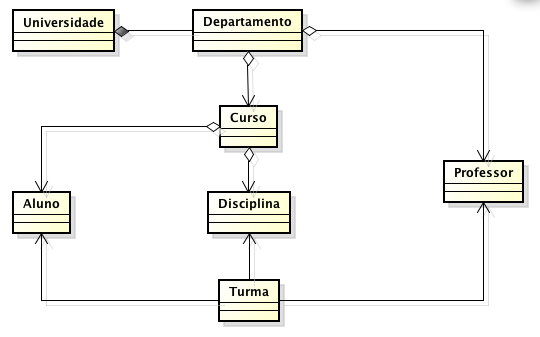 Universidade
Departamento
Curso
Professor
Aluno
Disciplina
Turma